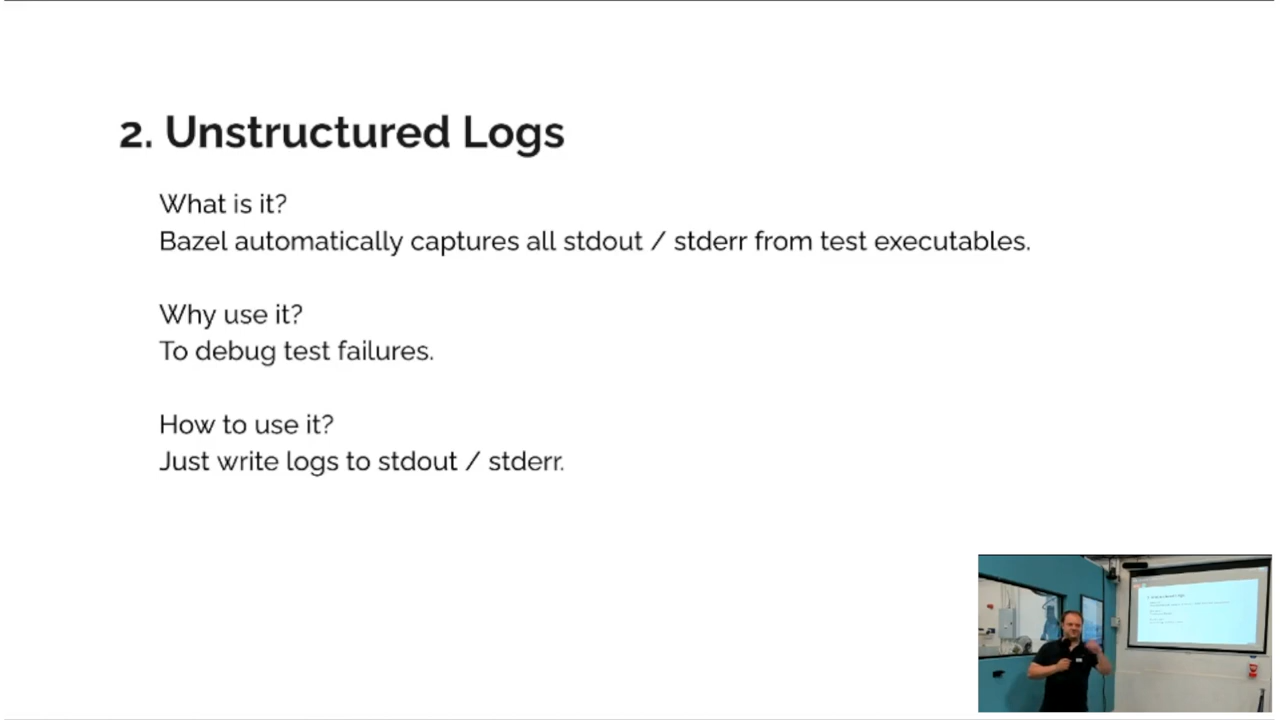 2. Unstructured Logs
What is it?
Bazel automatically captures all stdout / stderr from test executables.
Why use it?
To debug test failures.
How to use it?
Just write logs to stdout / stderr.